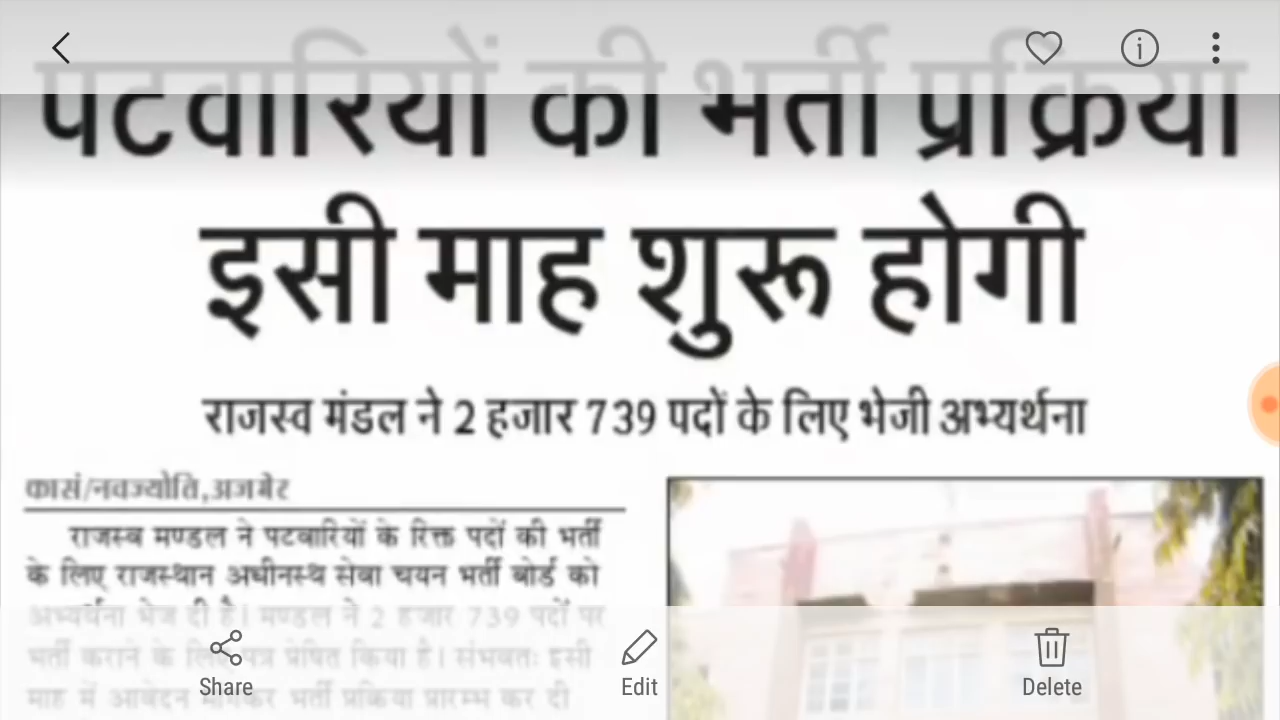 पटवारियों की भर्ती प्रक्रिया
इसी माह शुरू होगी
राजस्व मंडल ने 2 हजार 739 पदों के लिए भेजी अभ्यर्थना
कासं/नवज्योति,अजमेर
राजस्व मण्डल ने पटवारियों के रिक्त पदों की भर्ती
के लिए राजस्थान अधीनस्थ सेवा चयन भर्ती बोर्ड को
अभ्यर्थना भेज दी है। मण्डल ने 2 हजार 739 पदों पर
भर्ती कराने के लिए पत्र प्रेषित किया है। संभवतः इसी
माह में आवेदन मांगकर भर्ती प्रक्रिया प्रारम्भ कर दी
Share
Edit
Delete